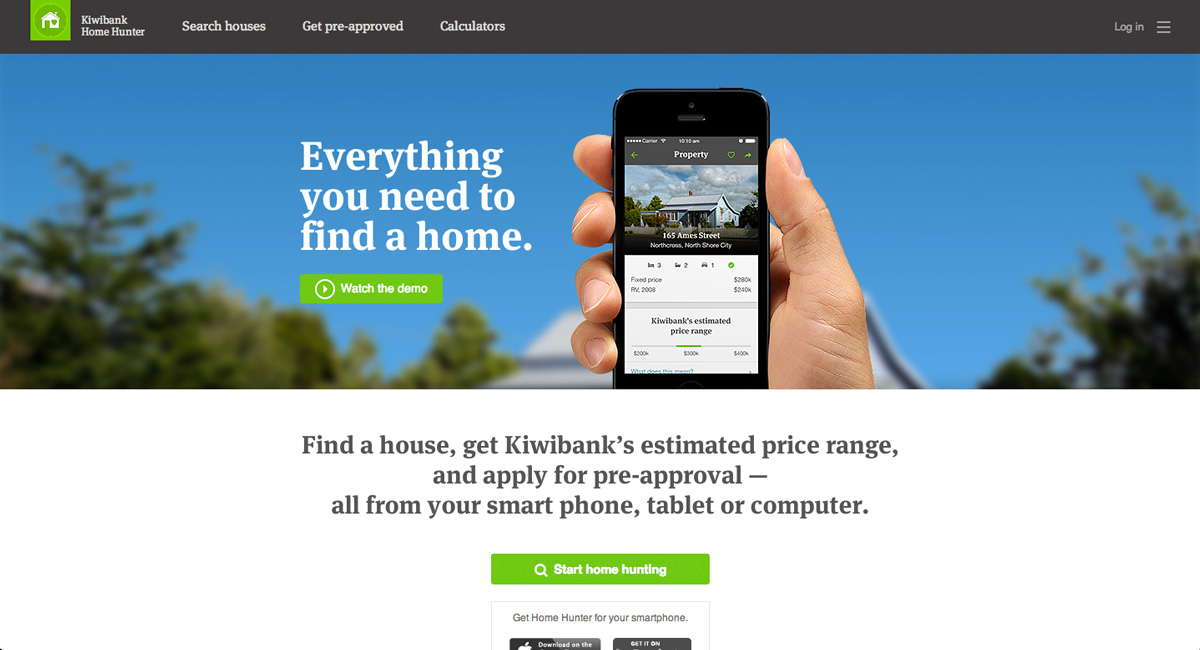 Kiwibank
Home Hunter
Search houses
Get pre-approved
Calculators
Log in
Everything
you need to
find a home.
Watch the demo
Carrier
10:10 am
Property
165 Ames Street
Northcross, North Shore City
3 2 1
Fixed price $280k
RV, 2008 $240k
Kiwibank's estimated
price range
$200k $300k $400k
What does this mean?
Find a house, get Kiwibank’s estimated price range,
and apply for pre-approval —
all from your smart phone, tablet or computer.
Start home hunting
Get Home Hunter for your smartphone.
Download on the
GET IT ON